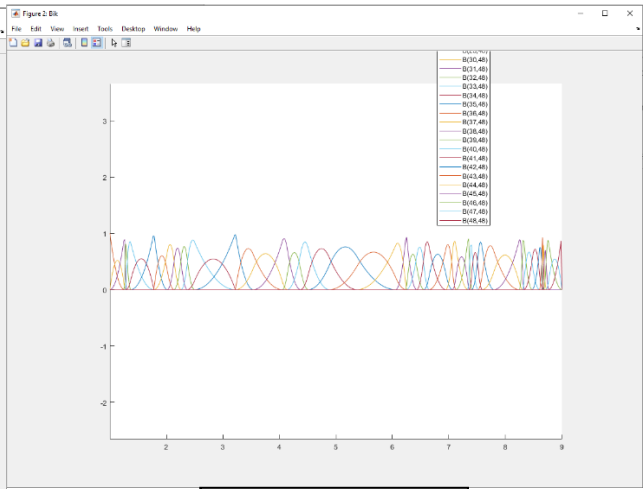 Figure 2: Bik
File Edit View Insert Tools Desktop Window Help
B(30,48)
B(31,48)
B(32,48)
B(33,48)
B(34,48)
B(35,48)
B(36,48)
B(37,48)
B(38,48)
B(39,48)
B(40,48)
B(41,48)
B(42,48)
B(43,48)
B(44,48)
B(45,48)
B(46,48)
B(47,48)
B(48,48)
3
2
1
0
-1
-2
2 3 4 5 6 7 8 9